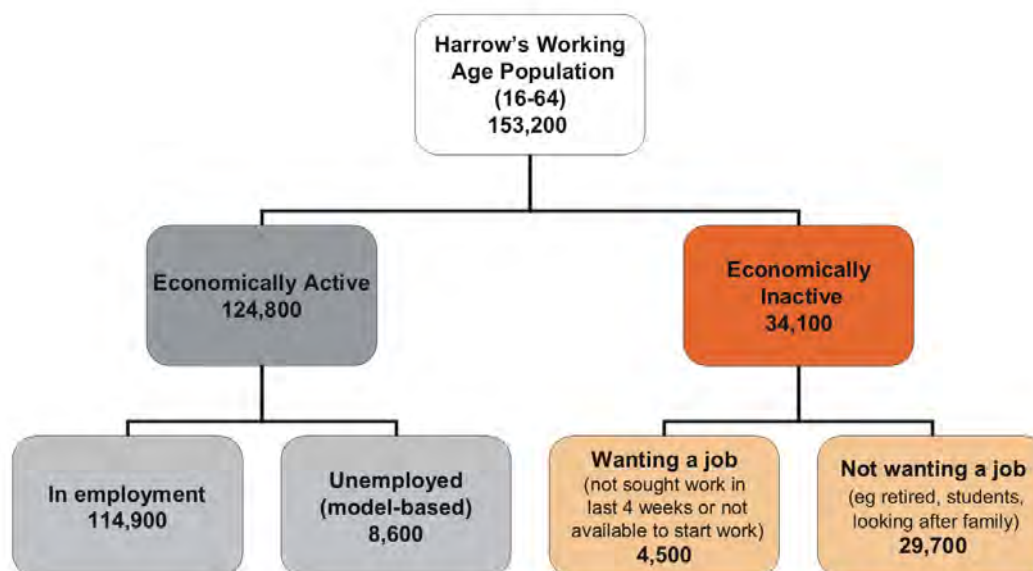 Harrow's Working
Age Population
(16-64)
153,200
Economically Active
124,800
Economically
Inactive
34,100
In employment
114,900
Unemployed
(model-based)
8,600
Wanting a job
(not sought work in
last 4 weeks or not
available to start work)
4,500
Not wanting a job
(eg retired, students,
looking after family)
29,700